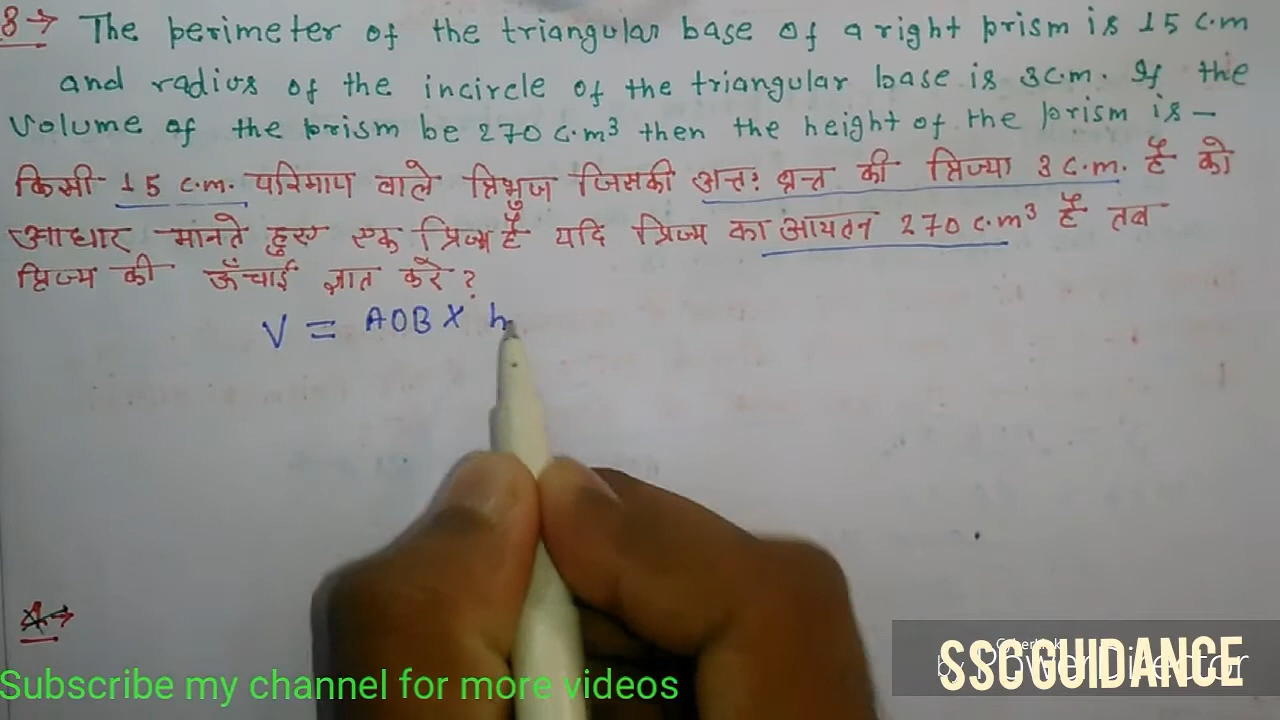 8→ The perimeter of the triangular base of a right prism is 15 c.m
and radius of the incircle of the triangular base is 3c.m. If the
Volume of the prism be 270 c.m³ then the height of the prism is —
किसी 15 c.m. परिमाप वाले त्रिभुज जिसकी अन्तः व्रन्त की त्रिज्या 3 c.m. है को
आधार मानते हुए एक प्रिज्म है यदि प्रिज्म का आयतन 270 c.m³ है तब
प्रिज्म की ऊँचाई ज्ञात करे?
V = AOB X h
Subscribe my channel for more videos
SSCGUIDANCE